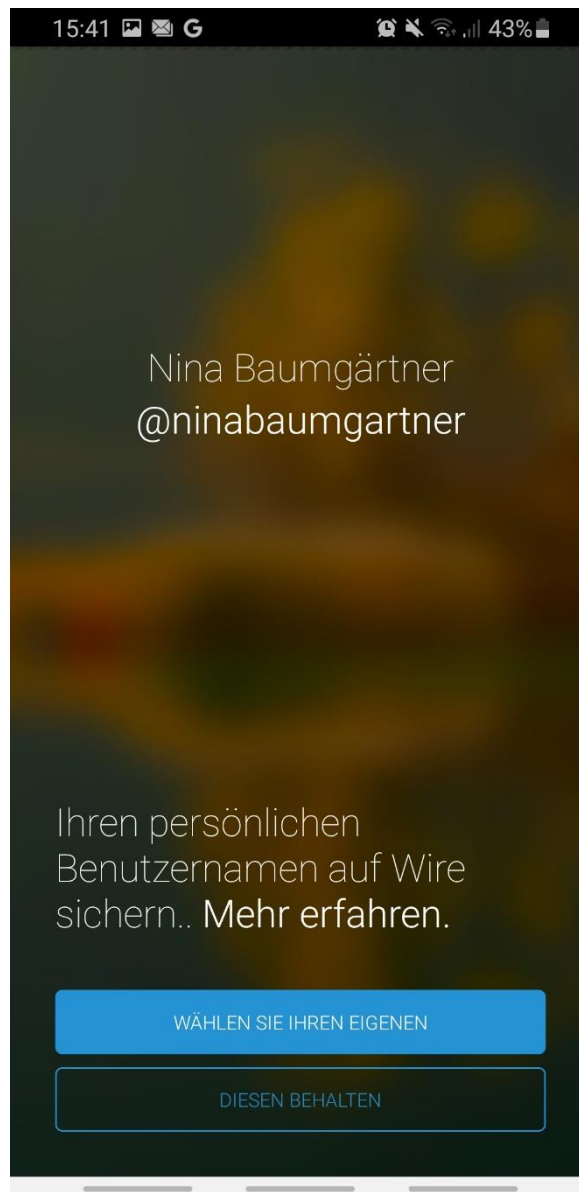 15:41 G 43%
Nina Baumgärtner
@ninabaumgartner
Ihren persönlichen
Benutzernamen auf Wire
sichern.. Mehr erfahren.
WÄHLEN SIE IHREN EIGENEN
DIESEN BEHALTEN